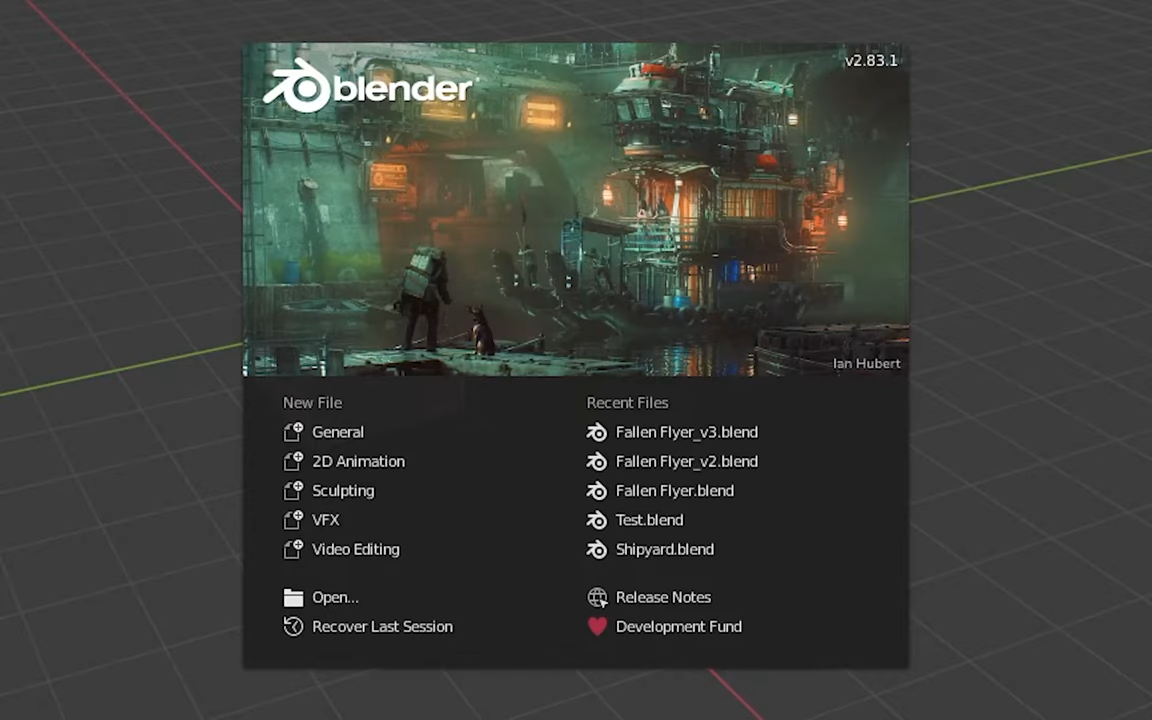 blender
v2.83.1
Ian Hubert
New File
General
2D Animation
Sculpting
VFX
Video Editing
Open...
Recover Last Session
Recent Files
Fallen Flyer_v3.blend
Fallen Flyer_v2.blend
Fallen Flyer.blend
Test.blend
Shipyard.blend
Release Notes
Development Fund